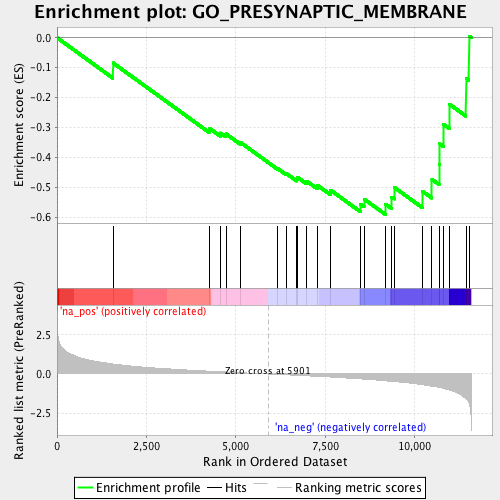 Enrichment plot: GO_PRESYNAPTIC_MEMBRANE
Enrichment score (ES)
0.0
-0.1
-0.2
-0.3
-0.4
-0.5
-0.6
'na_pos' (positively correlated)
Ranked list metric (PreRanked)
2.5
0.0
-2.5
Zero cross at 5901
'na_neg' (negatively correlated)
0
2,500
5,000
7,500
10,000
Rank in Ordered Dataset
Enrichment profile
Hits
Ranking metric scores